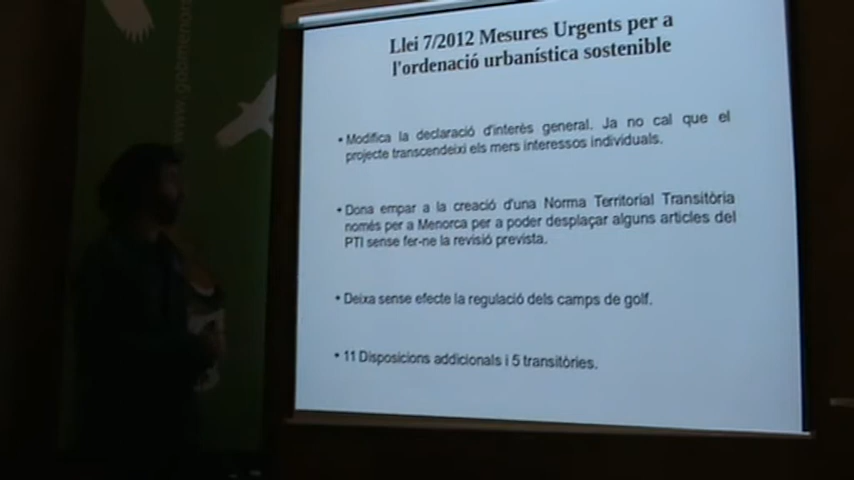 www.gobmenor
Llei 7/2012 Mesures Urgents per a
l'ordenació urbanística sostenible
• Modifica la declaració d'interès general. Ja no cal que el
projecte transcendeixi els mers interessos individuals.
• Dona empar a la creació d'una Norma Territorial Transitòria
només per a Menorca per a poder desplaçar alguns articles del
PTI sense fer-ne la revisió prevista.
• Deixa sense efecte la regulació dels camps de golf.
• 11 Disposicions addicionals i 5 transitòries.